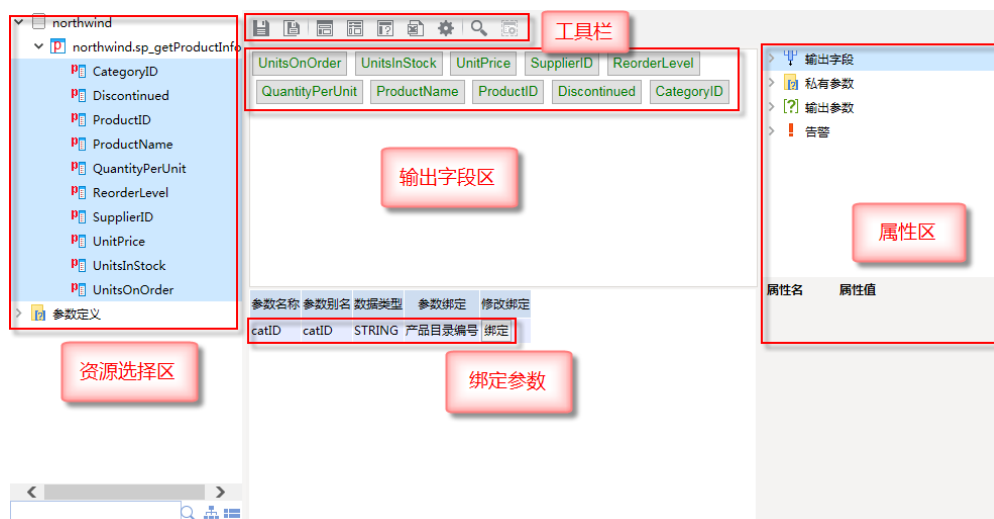 northwind
northwind.sp_getProductInfo
CategoryID
Discontinued
ProductID
ProductName
QuantityPerUnit
ReorderLevel
SupplierID
UnitPrice
UnitsInStock
UnitsOnOrder
参数定义
资源选择区
工具栏
UnitsOnOrder UnitsInStock UnitPrice SupplierID ReorderLevel
QuantityPerUnit ProductName ProductID Discontinued CategoryID
输出字段区
参数名称 参数别名 数据类型 参数绑定 修改绑定
catID catID STRING 产品目录编号 绑定
绑定参数
输出字段
私有参数
输出参数
告警
属性区
属性名 属性值